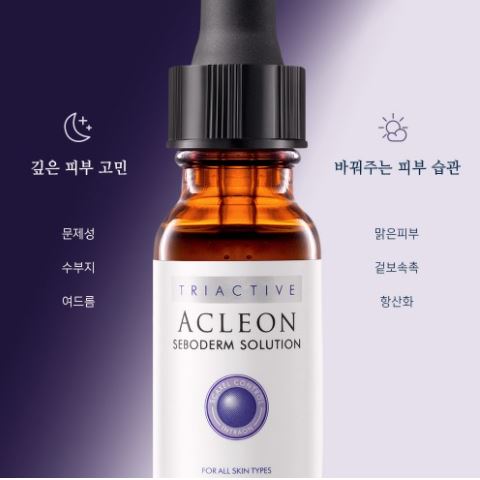 깊은 피부 고민
문제성
수부지
여드름
바꿔주는 피부 습관
맑은피부
겉보속촉
항산화
TRIACTIVE
ACLEON
SEBODERM SOLUTION
FOR ALL SKIN TYPES